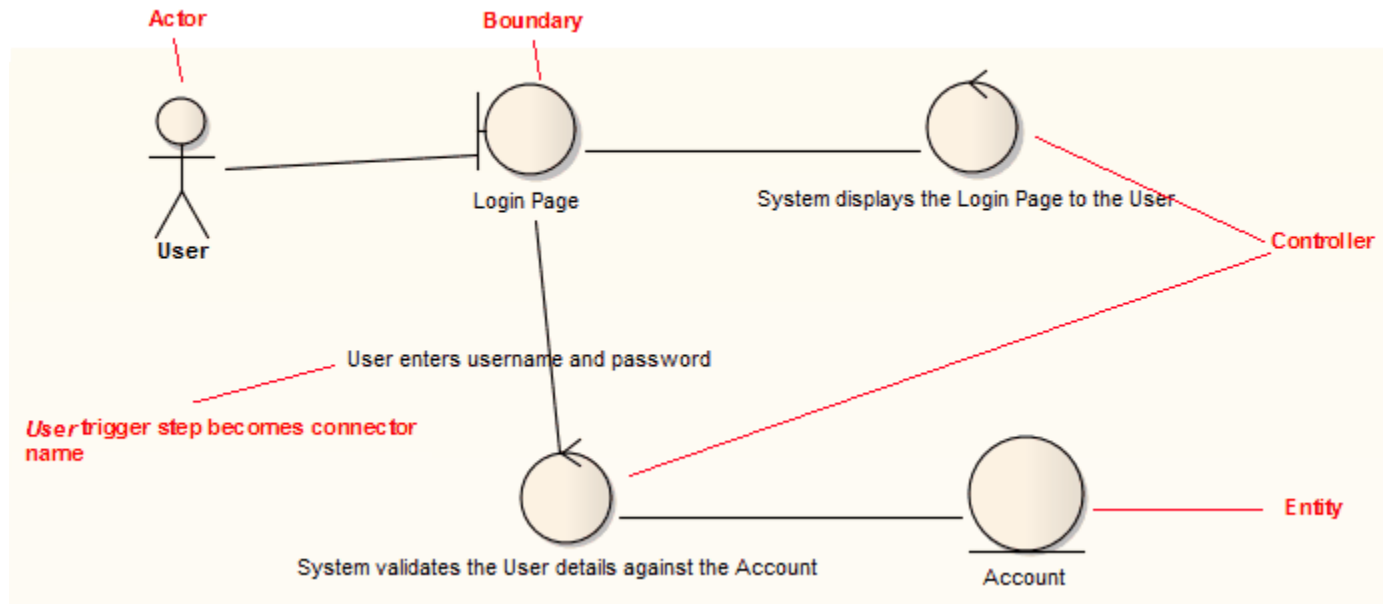 Actor
Boundary
Login Page
System displays the Login Page to the User
User
Controller
User enters username and password
User trigger step becomes connector
name
Entity
System validates the User details against the Account
Account